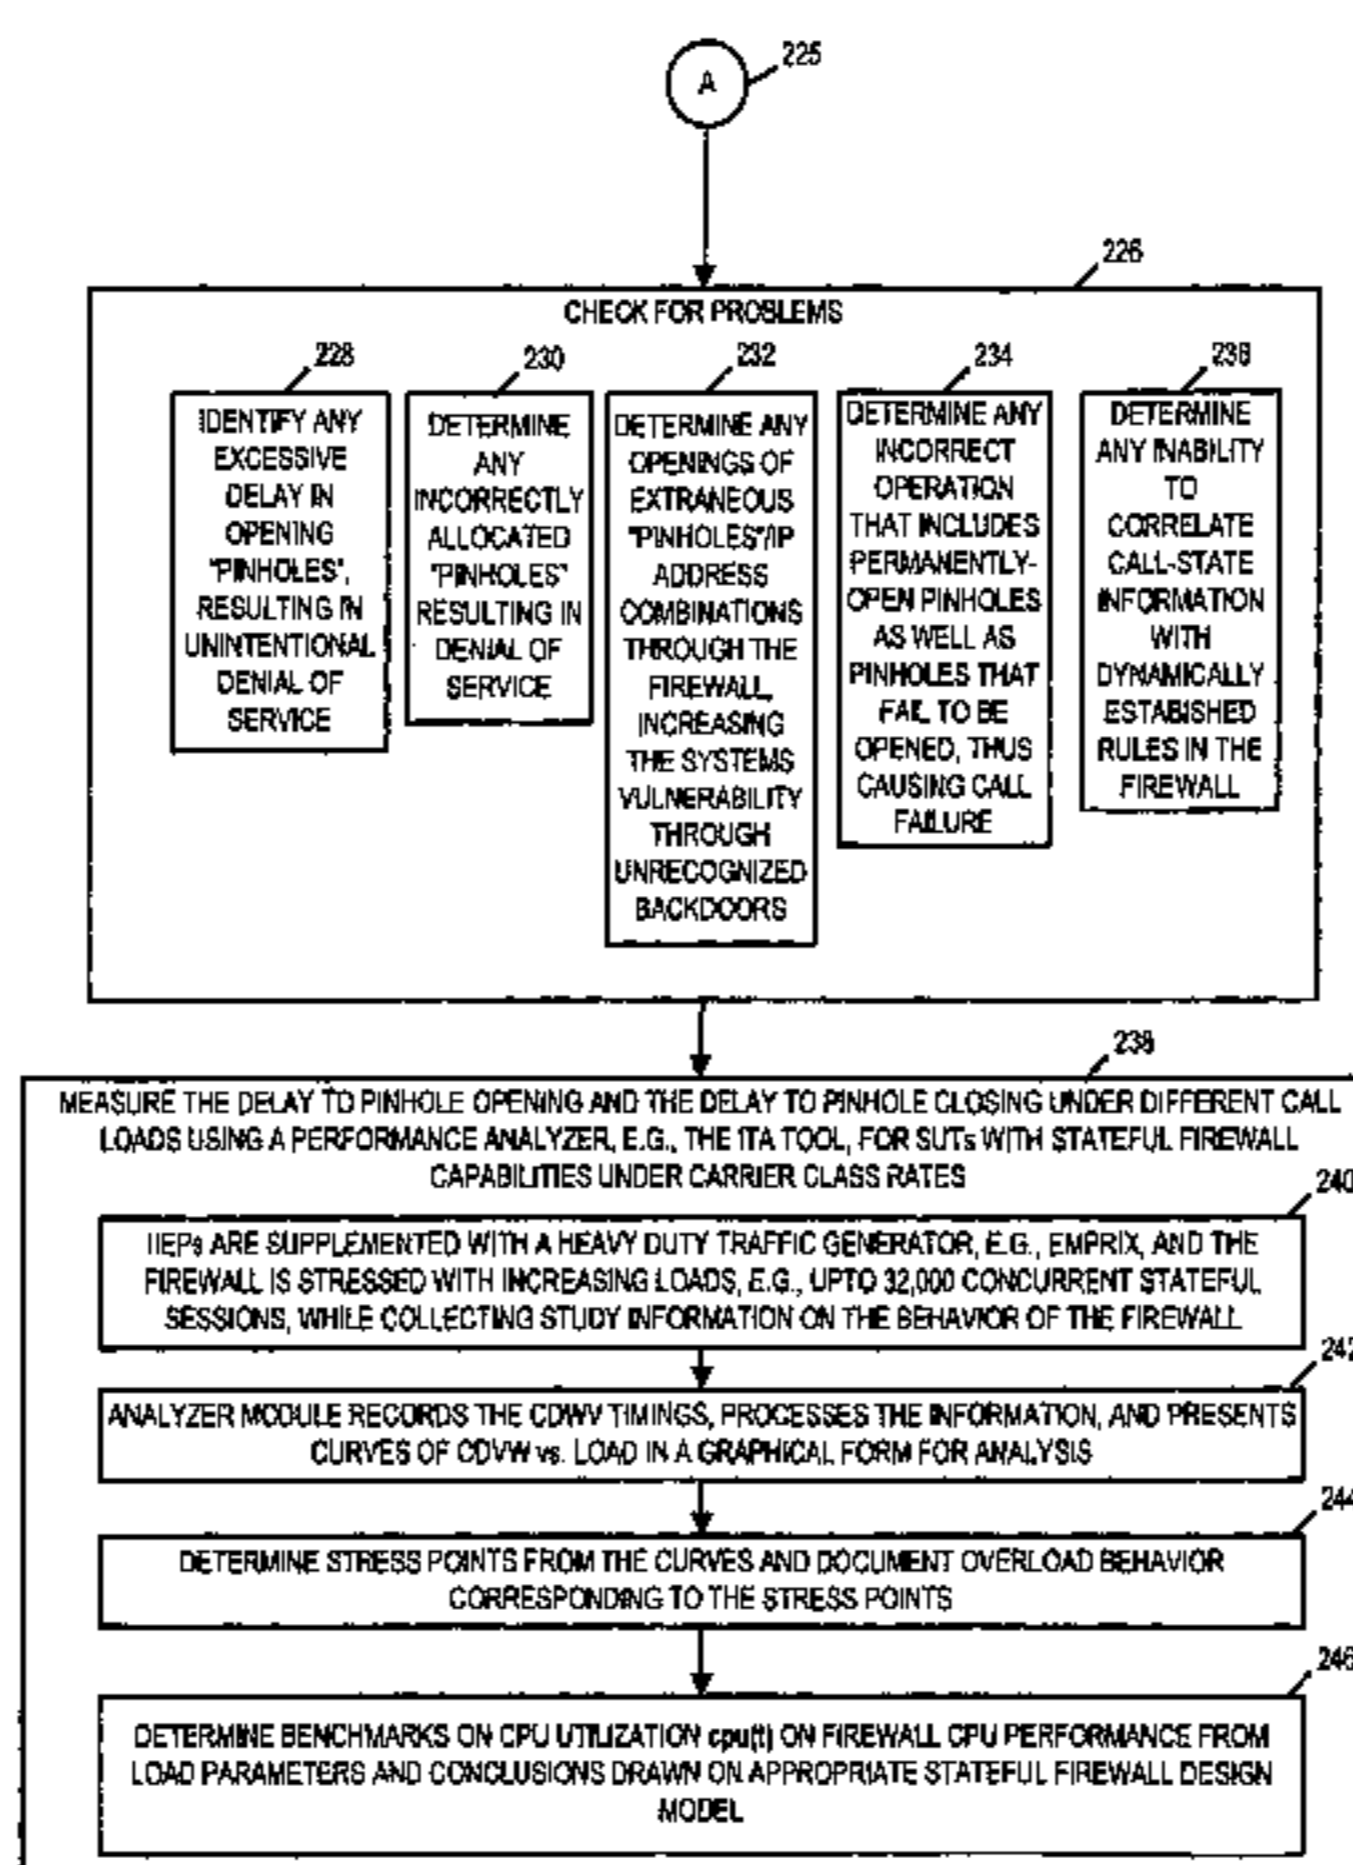 225
A
226
CHECK FOR PROBLEMS
228
IDENTIFY ANY
EXCESSIVE
DELAY IN
OPENING
"PINHOLES",
RESULTING IN
UNINTENTIONAL
DENIAL OF
SERVICE
230
DETERMINE
ANY
INCORRECTLY
ALLOCATED
"PINHOLES"
RESULTING IN
DENIAL OF
SERVICE
232
DETERMINE ANY
OPENINGS OF
EXTRANEOUS
"PINHOLES"/IP
ADDRESS
COMBINATIONS
THROUGH THE
FIREWALL,
INCREASING
THE SYSTEMS
VULNERABILITY
THROUGH
UNRECOGNIZED
BACKDOORS
234
DETERMINE ANY
INCORRECT
OPERATION
THAT INCLUDES
PERMANENTLY-
OPEN PINHOLES
AS WELL AS
PINHOLES THAT
FAIL TO BE
OPENED, THUS
CAUSING CALL
FAILURE
236
DETERMINE
ANY INABILITY
TO
CORRELATE
CALL-STATE
INFORMATION
WITH
DYNAMICALLY
ESTABISHED
RULES IN THE
FIREWALL
238
MEASURE THE DELAY TO PINHOLE OPENING AND THE DELAY TO PINHOLE CLOSING UNDER DIFFERENT CALL
LOADS USING A PERFORMANCE ANALYZER, E.G., THE ITA TOOL, FOR SUTs WITH STATEFUL FIREWALL
CAPABILITIES UNDER CARRIER CLASS RATES
240
IIEPs ARE SUPPLEMENTED WITH A HEAVY DUTY TRAFFIC GENERATOR, E.G., EMPRIX, AND THE
FIREWALL IS STRESSED WITH INCREASING LOADS, E.G., UPTO 32,000 CONCURRENT STATEFUL
SESSIONS, WHILE COLLECTING STUDY INFORMATION ON THE BEHAVIOR OF THE FIREWALL
242
ANALYZER MODULE RECORDS THE CDWV TIMINGS, PROCESSES THE INFORMATION, AND PRESENTS
CURVES OF CDVW vs. LOAD IN A GRAPHICAL FORM FOR ANALYSIS
244
DETERMINE STRESS POINTS FROM THE CURVES AND DOCUMENT OVERLOAD BEHAVIOR
CORRESPONDING TO THE STRESS POINTS
246
DETERMINE BENCHMARKS ON CPU UTILIZATION cpu(t) ON FIREWALL CPU PERFORMANCE FROM
LOAD PARAMETERS AND CONCLUSIONS DRAWN ON APPROPRIATE STATEFUL FIREWALL DESIGN
MODEL